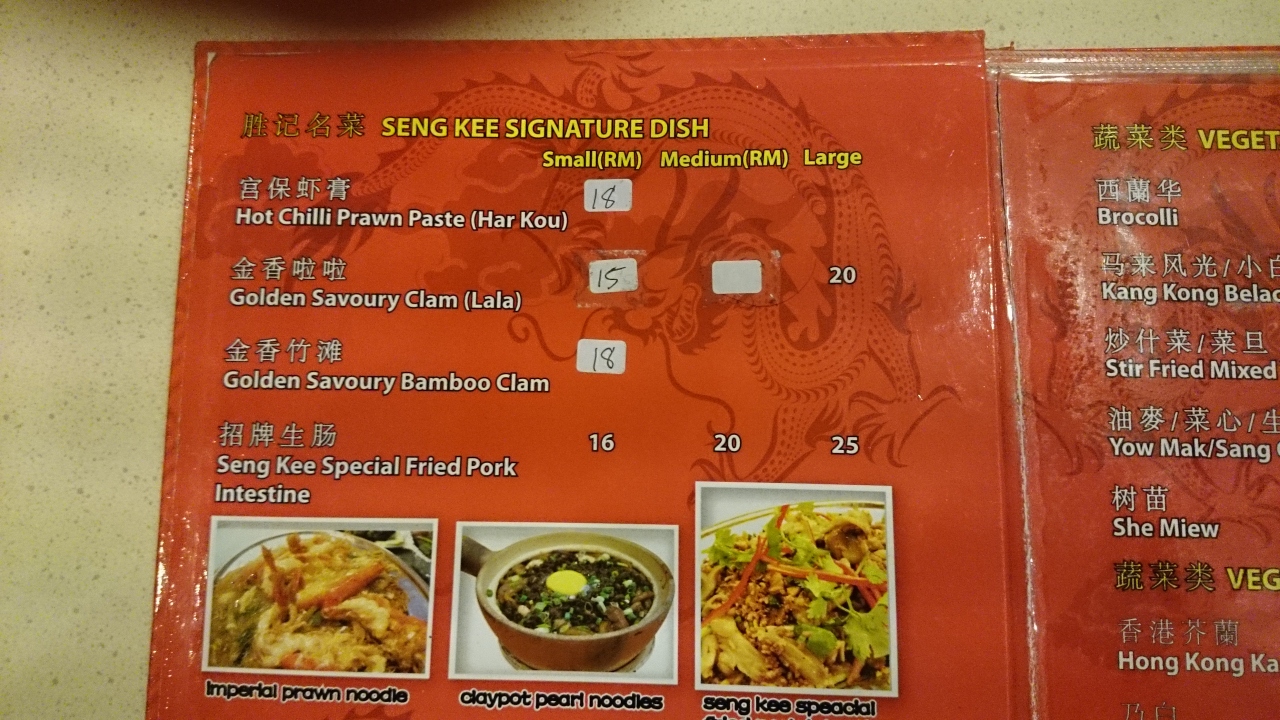 胜记名菜 SENG KEE SIGNATURE DISH
Small(RM) Medium(RM) Large
宫保虾膏 18
Hot Chilli Prawn Paste (Har Kou)
金香啦啦 15 20
Golden Savoury Clam (Lala)
金香竹滩 18
Golden Savoury Bamboo Clam
招牌生肠 16 20 25
Seng Kee Special Fried Pork
Intestine
imperial prawn noodle
claypot pearl noodles
seng kee speacial
蔬菜类 VEGET
西蘭华
Brocolli
马来风光/小白
Kang Kong Belac
炒什菜/菜旦
Stir Fried Mixed
油麥/菜心/生
Yow Mak/Sang
树苗
She Miew
蔬菜类 VEG
香港芥蘭
Hong Kong Ka